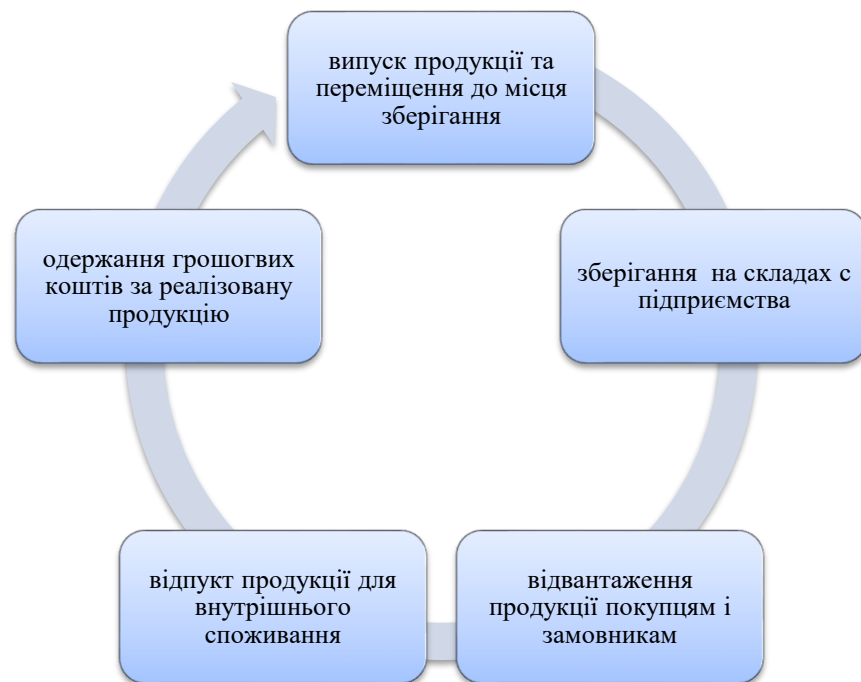 випуск продукції та
переміщення до місця
зберігання
зберігання на складах с
підприємства
відвантаження
продукції покупцям і
замовникам
відпукт продукції для
внутрішнього
споживання
одержання грошогвих
коштів за реалізовану
продукцію